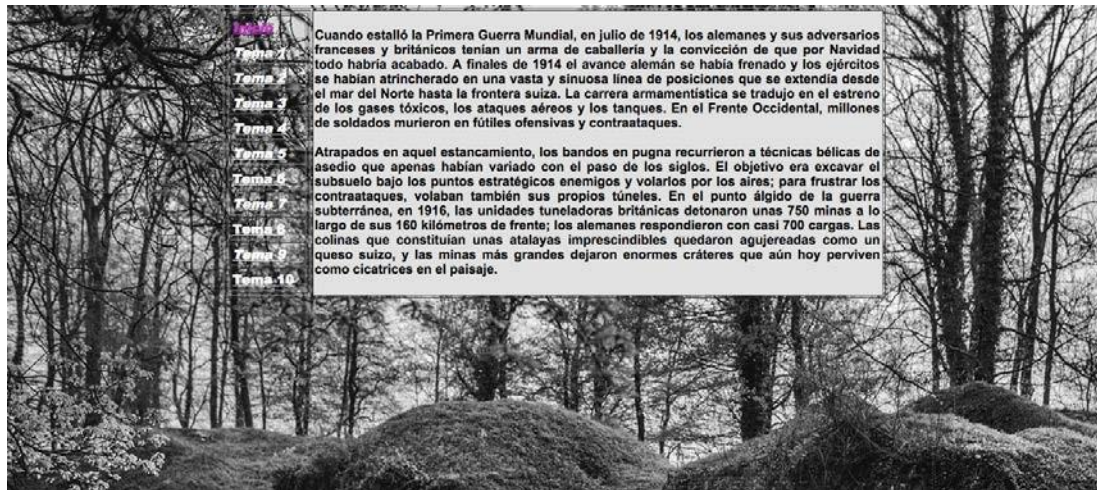 Inicio
Tema 1
Tema 2
Tema 3
Tema 4
Tema 5
Tema 6
Tema 7
Tema 8
Tema 9
Tema 10
Cuando estalló la Primera Guerra Mundial, en julio de 1914, los alemanes y sus adversarios
franceses y británicos tenían un arma de caballería y la convicción de que por Navidad
todo habría acabado. A finales de 1914 el avance alemán se había frenado y los ejércitos
se habían atrincherado en una vasta y sinuosa línea de posiciones que se extendía desde
el mar del Norte hasta la frontera suiza. La carrera armamentística se tradujo en el estreno
de los gases tóxicos, los ataques aéreos y los tanques. En el Frente Occidental, millones
de soldados murieron en fútiles ofensivas y contraataques.
Atrapados en aquel estancamiento, los bandos en pugna recurrieron a técnicas bélicas de
asedio que apenas habían variado con el paso de los siglos. El objetivo era excavar el
subsuelo bajo los puntos estratégicos enemigos y volarlos por los aires; para frustrar los
contraataques, volaban también sus propios túneles. En el punto álgido de la guerra
subterránea, en 1916, las unidades tuneladoras británicas detonaron unas 750 minas a lo
largo de sus 160 kilómetros de frente; los alemanes respondieron con casi 700 cargas. Las
colinas que constituían unas atalayas imprescindibles quedaron agujereadas como un
queso suizo, y las minas más grandes dejaron enormes cráteres que aún hoy perviven
como cicatrices en el paisaje.